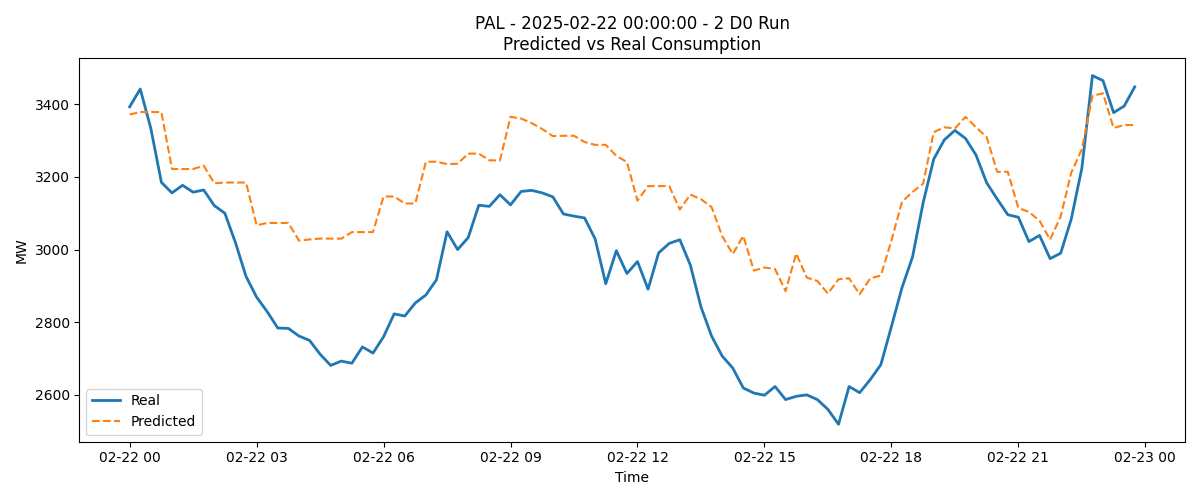 PAL - 2025-02-22 00:00:00 - 2 D0 Run
Predicted vs Real Consumption
MW
3400
3200
3000
2800
2600
Real
Predicted
02-22 00
02-22 03
02-22 06
02-22 09
02-22 12
02-22 15
02-22 18
02-22 21
02-23 00
Time